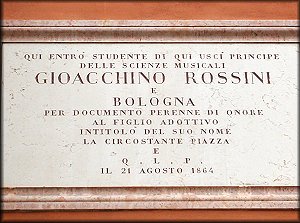 QUI ENTRÒ STUDENTE DI QUI USCÌ PRINCIPE
DELLE SCIENZE MUSICALI
GIOACCHINO ROSSINI
E
BOLOGNA
PER DOCUMENTO PERENNE DI ONORE
AL FIGLIO ADOTTIVO
INTITOLO DEL SUO NOME
LA CIRCOSTANTE PIAZZA
E
Q. L. P.
IL 21 AGOSTO 1864